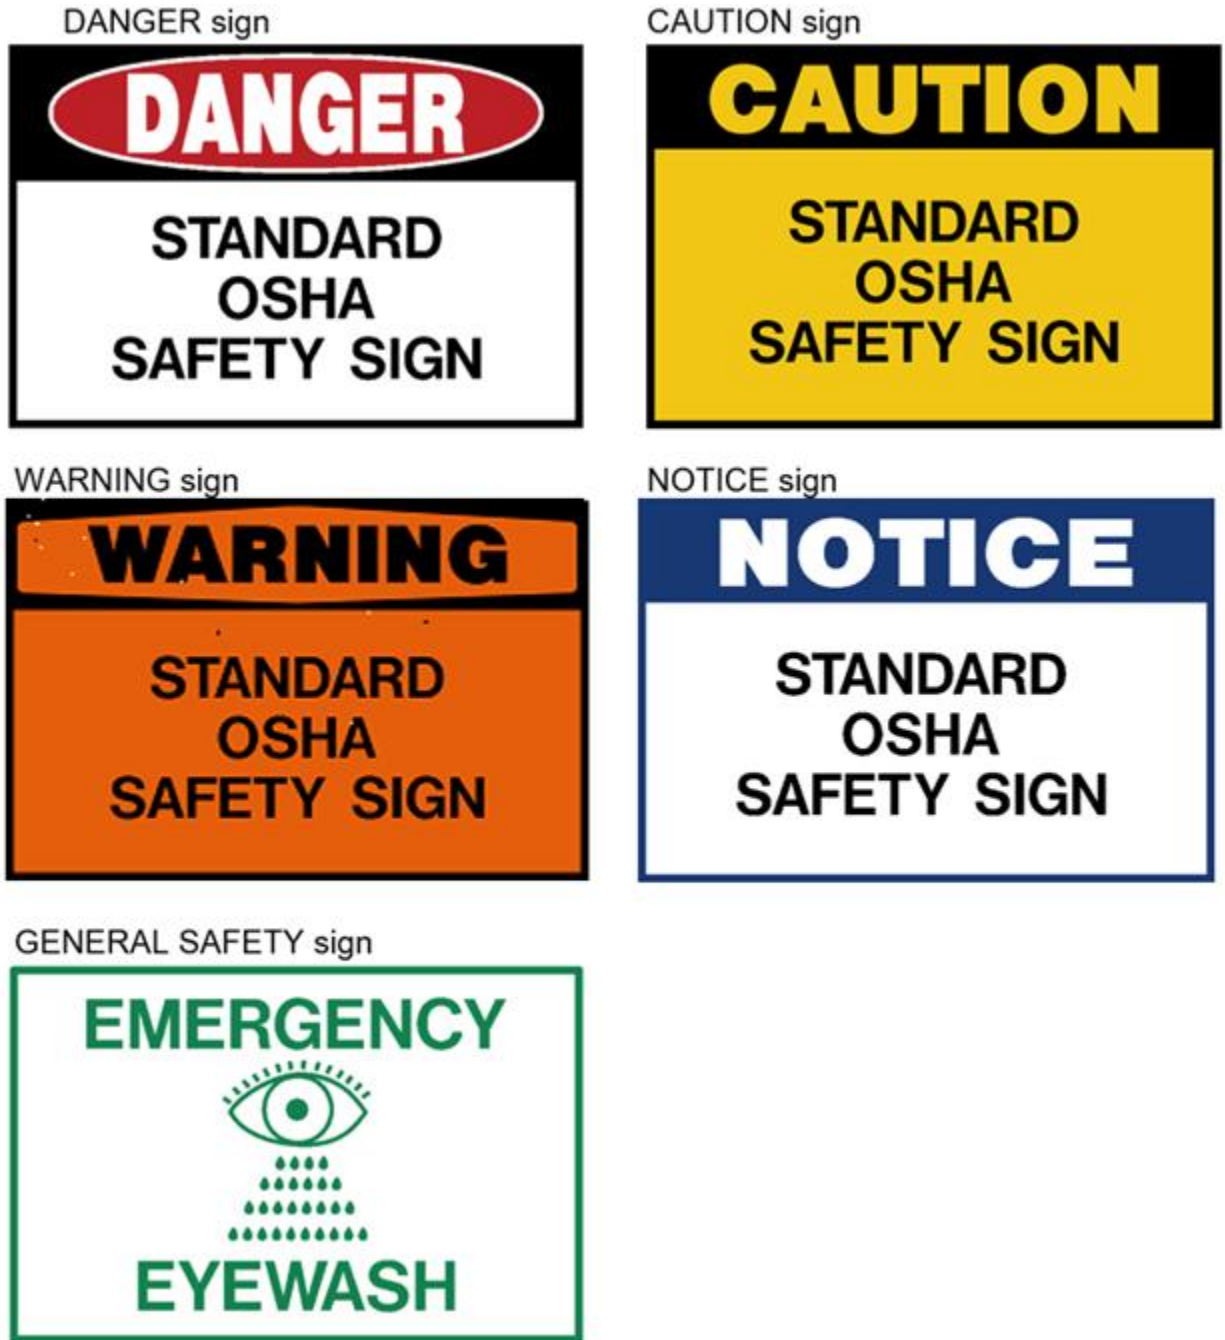 DANGER sign
DANGER
STANDARD
OSHA
SAFETY SIGN
CAUTION sign
CAUTION
STANDARD
OSHA
SAFETY SIGN
WARNING sign
WARNING
STANDARD
OSHA
SAFETY SIGN
NOTICE sign
NOTICE
STANDARD
OSHA
SAFETY SIGN
GENERAL SAFETY sign
EMERGENCY
EYEWASH